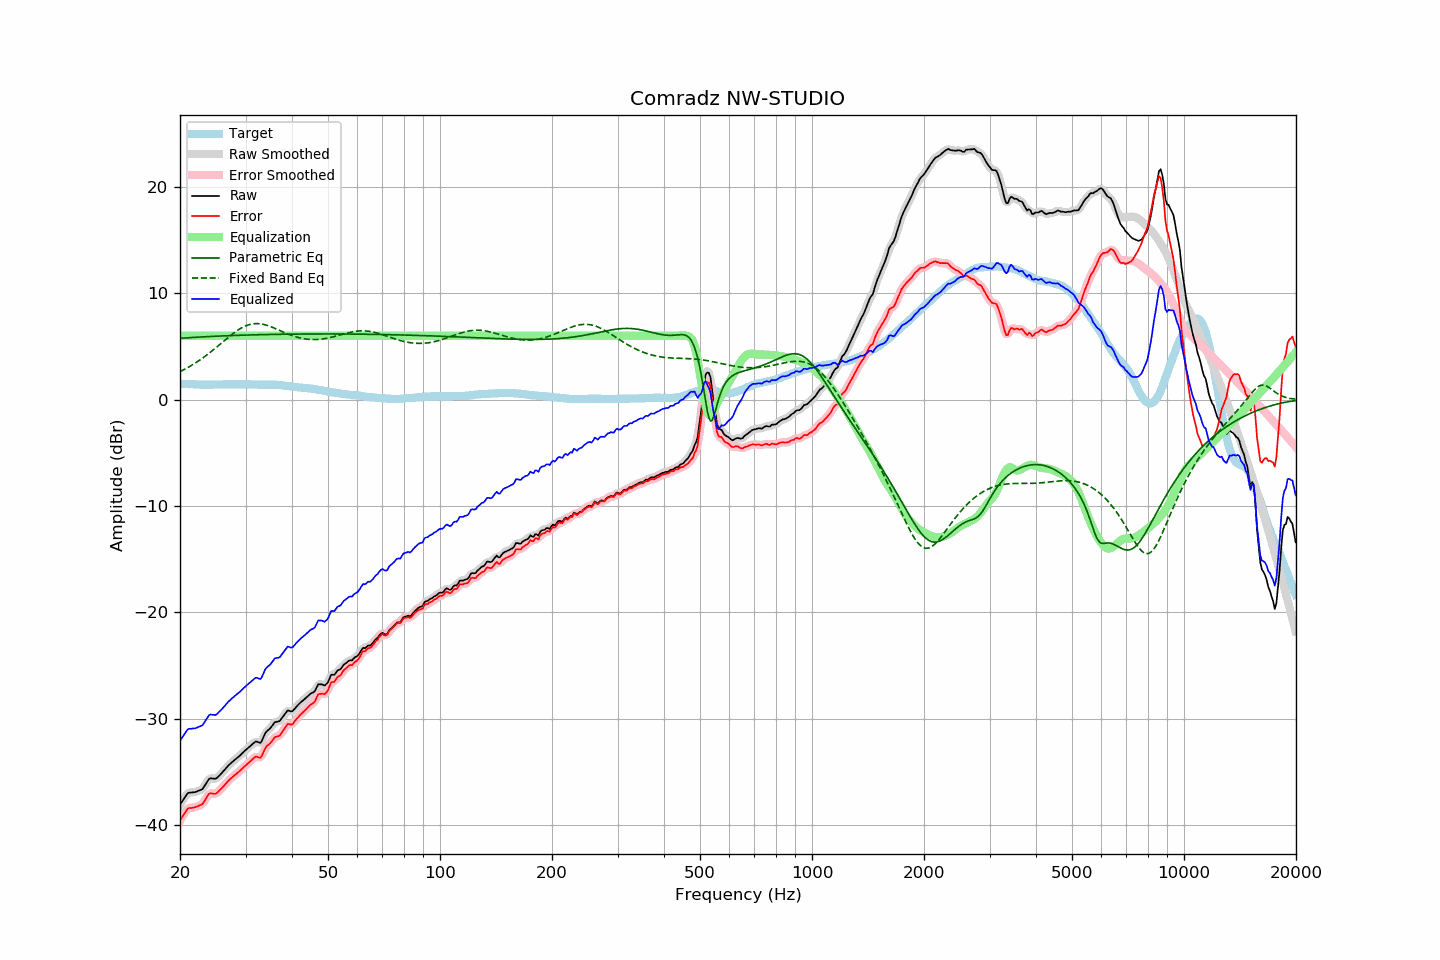 Comradz NW-STUDIO
Target
Raw Smoothed
Error Smoothed
Raw
Error
Equalization
Parametric Eq
Fixed Band Eq
Equalized
Amplitude (dBr)
20
10
0
−10
−20
−30
−40
20 50 100 200 500 1000 2000 5000 10000 20000
Frequency (Hz)